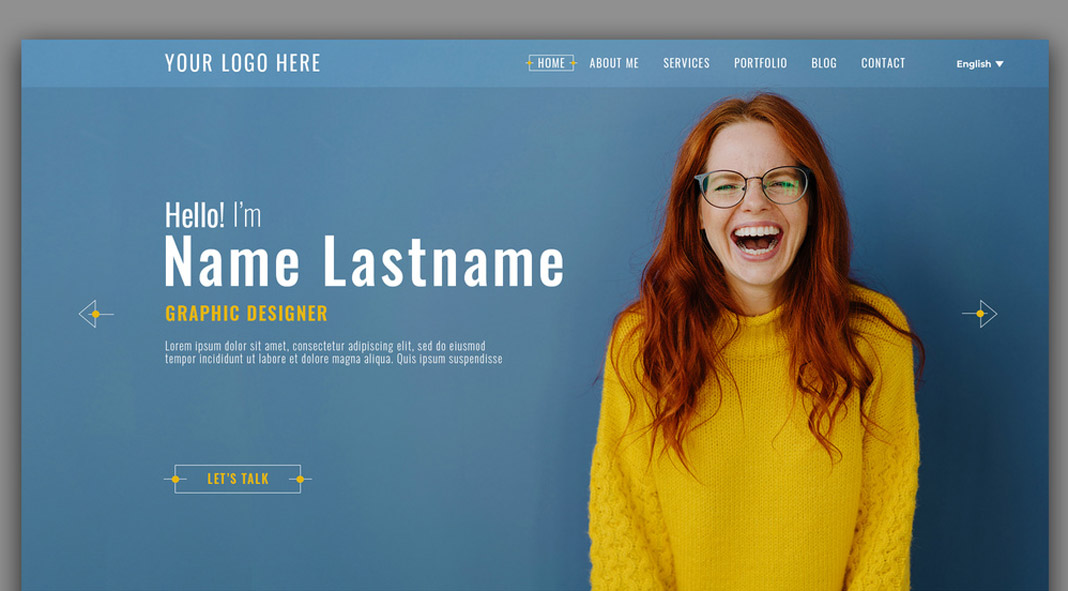 YOUR LOGO HERE
HOME ABOUT ME SERVICES PORTFOLIO BLOG CONTACT English
Hello! I'm
Name Lastname
GRAPHIC DESIGNER
Lorem ipsum dolor sit amet, consectetur adipiscing elit, sed do eiusmod
tempor incididunt ut labore et dolore magna aliqua. Quis ipsum suspendisse
LET'S TALK